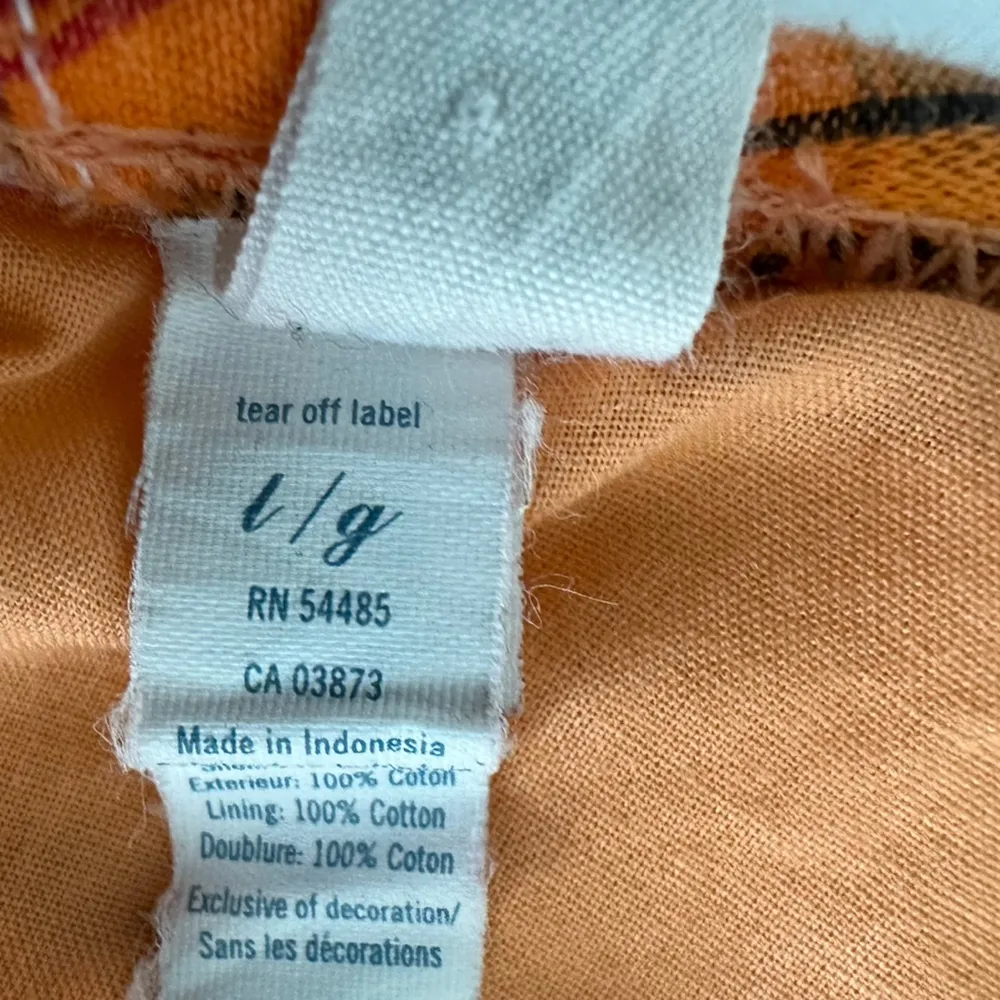 tear off label
l/g
RN 54485
CA 03873
Made in Indonesia
Exterieur: 100% Coton
Lining: 100% Cotton
Doublure: 100% Coton
Exclusive of decoration/
Sans les décorations